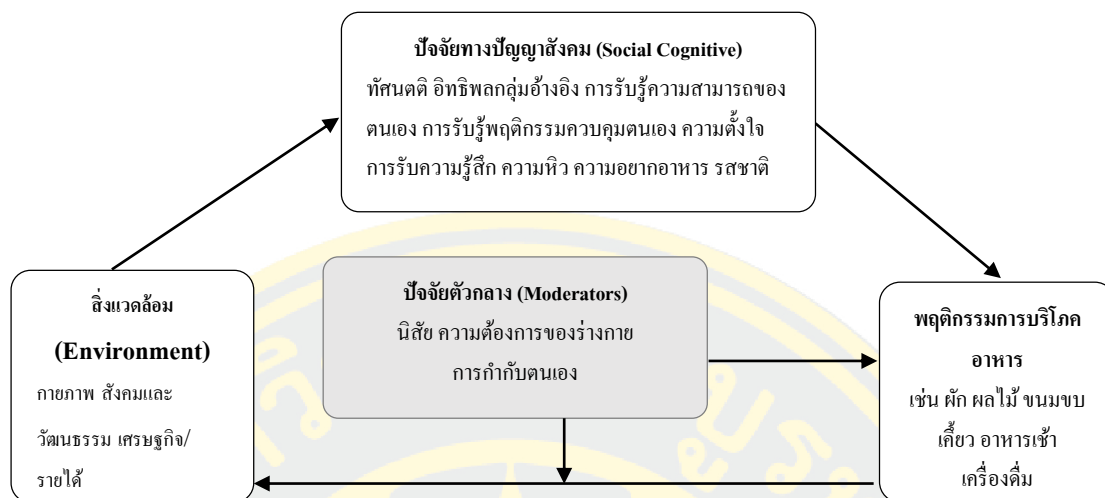 ปัจจัยทางปัญญาสังคม (Social Cognitive)
ทัศนตติ อิทธิพลกลุ่มอ้างอิง การรับรู้ความสามารถของ
ตนเอง การรับรู้พฤติกรรมควบคุมตนเอง ความตั้งใจ
การรับความรู้สึก ความหิว ความอยากอาหาร รสชาติ
สิ่งแวดล้อม
(Environment)
กายภาพ สังคมและ
วัฒนธรรม เศรษฐกิจ/
รายได้
ปัจจัยตัวกลาง (Moderators)
นิสัย ความต้องการของร่างกาย
การกำกับตนเอง
พฤติกรรมการบริโภค
อาหาร
เช่น ผัก ผลไม้ ขนมขบ
เคี้ยว อาหารเช้า
เครื่องดื่ม